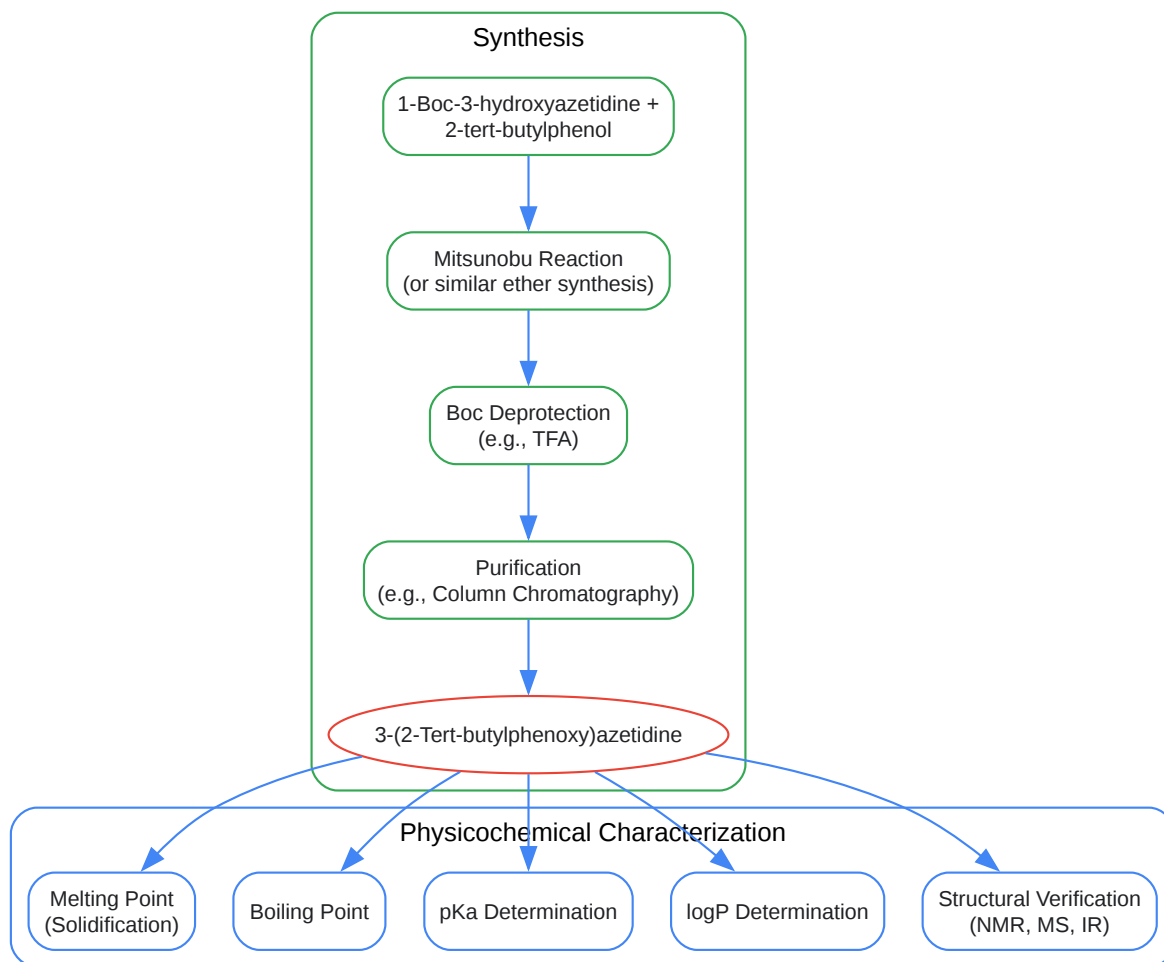 Synthesis
1-Boc-3-hydroxyazetidine +
2-tert-butylphenol
Mitsunobu Reaction
(or similar ether synthesis)
Boc Deprotection
(e.g., TFA)
Purification
(e.g., Column Chromatography)
3-(2-Tert-butylphenoxy)azetidine
Physicochemical Characterization
Melting Point
(Solidification)
Boiling Point
pKa Determination
logP Determination
Structural Verification
(NMR, MS, IR)